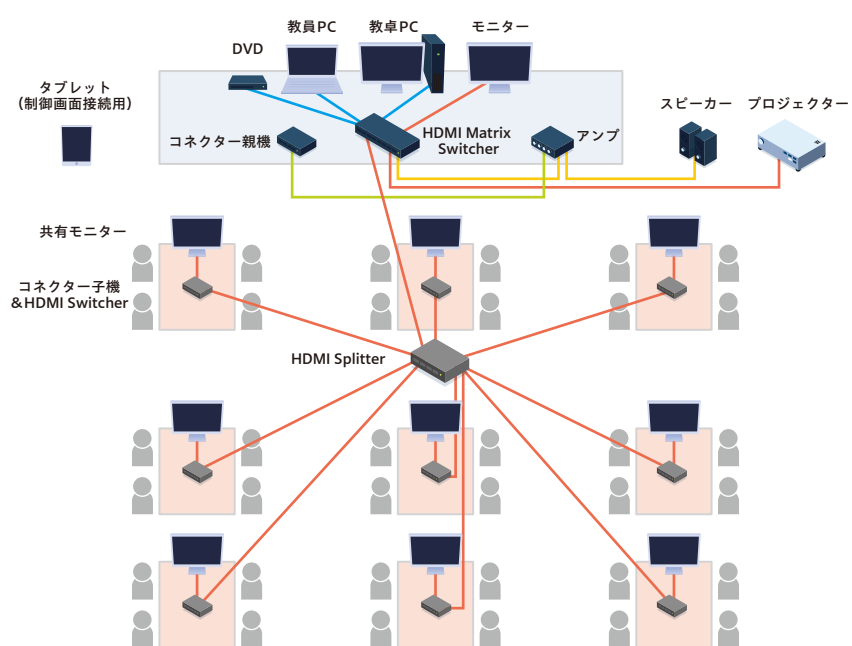 教員PC
教卓PC
モニター
DVD
タブレット
(制御画面接続用)
コネクター親機
HDMI Matrix
Switcher
アンプ
スピーカー
プロジェクター
共有モニター
コネクター子機
&HDMI Switcher
HDMI Splitter